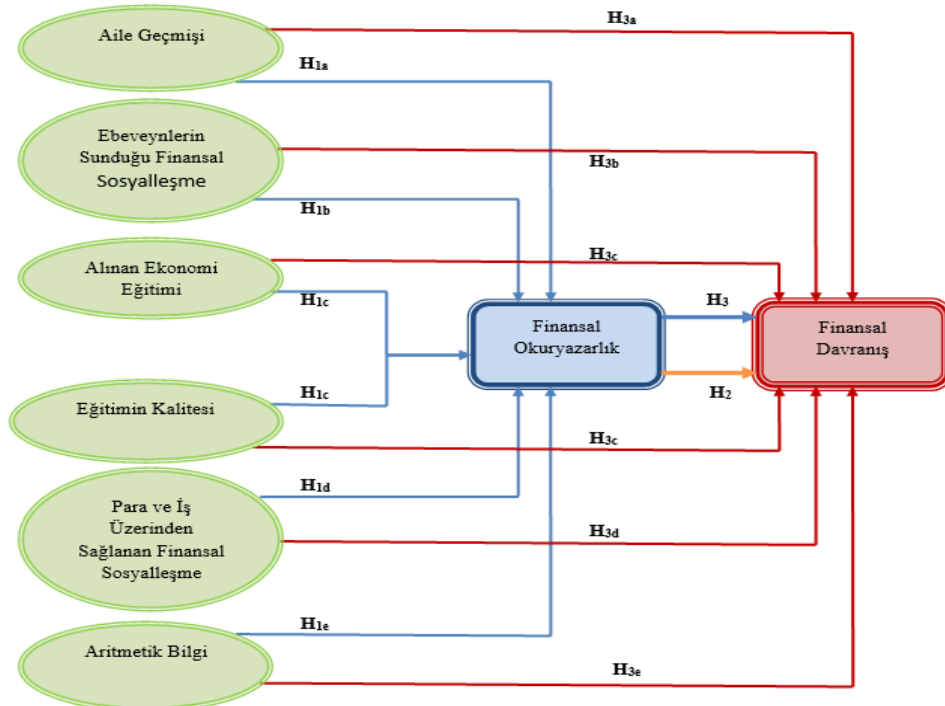 Aile Geçmişi
H3a
H1a
Ebeveynlerin
Sunduğu Finansal
Sosyalleşme
H3b
H1b
Alınan Ekonomi
Eğitimi
H3c
H1c
Finansal
Okuryazarlık
H3
H2
Finansal
Davranış
Eğitimin Kalitesi
H1c
H3c
Para ve İş
Üzerinden
Sağlanan Finansal
Sosyalleşme
H1d
H3d
Aritmetik Bilgi
H1e
H3e